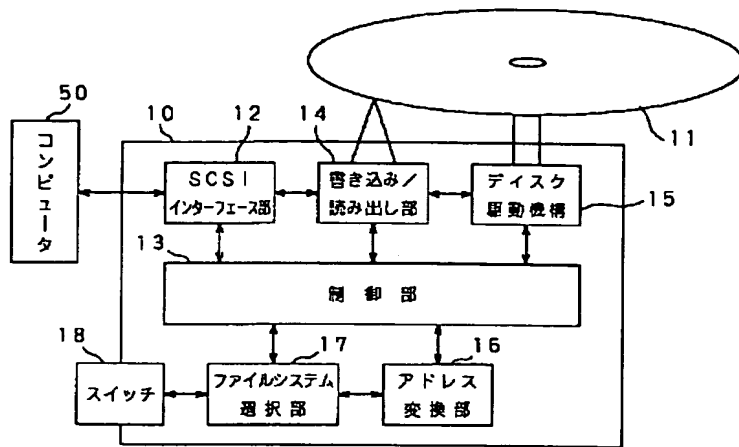 50
コンピュータ
10
12
SCSI
インターフェース部
14
書き込み／
読み出し部
11
ディスク
駆動機構
15
13
制御部
18
スイッチ
17
ファイルシステム
選択部
16
アドレス
変換部